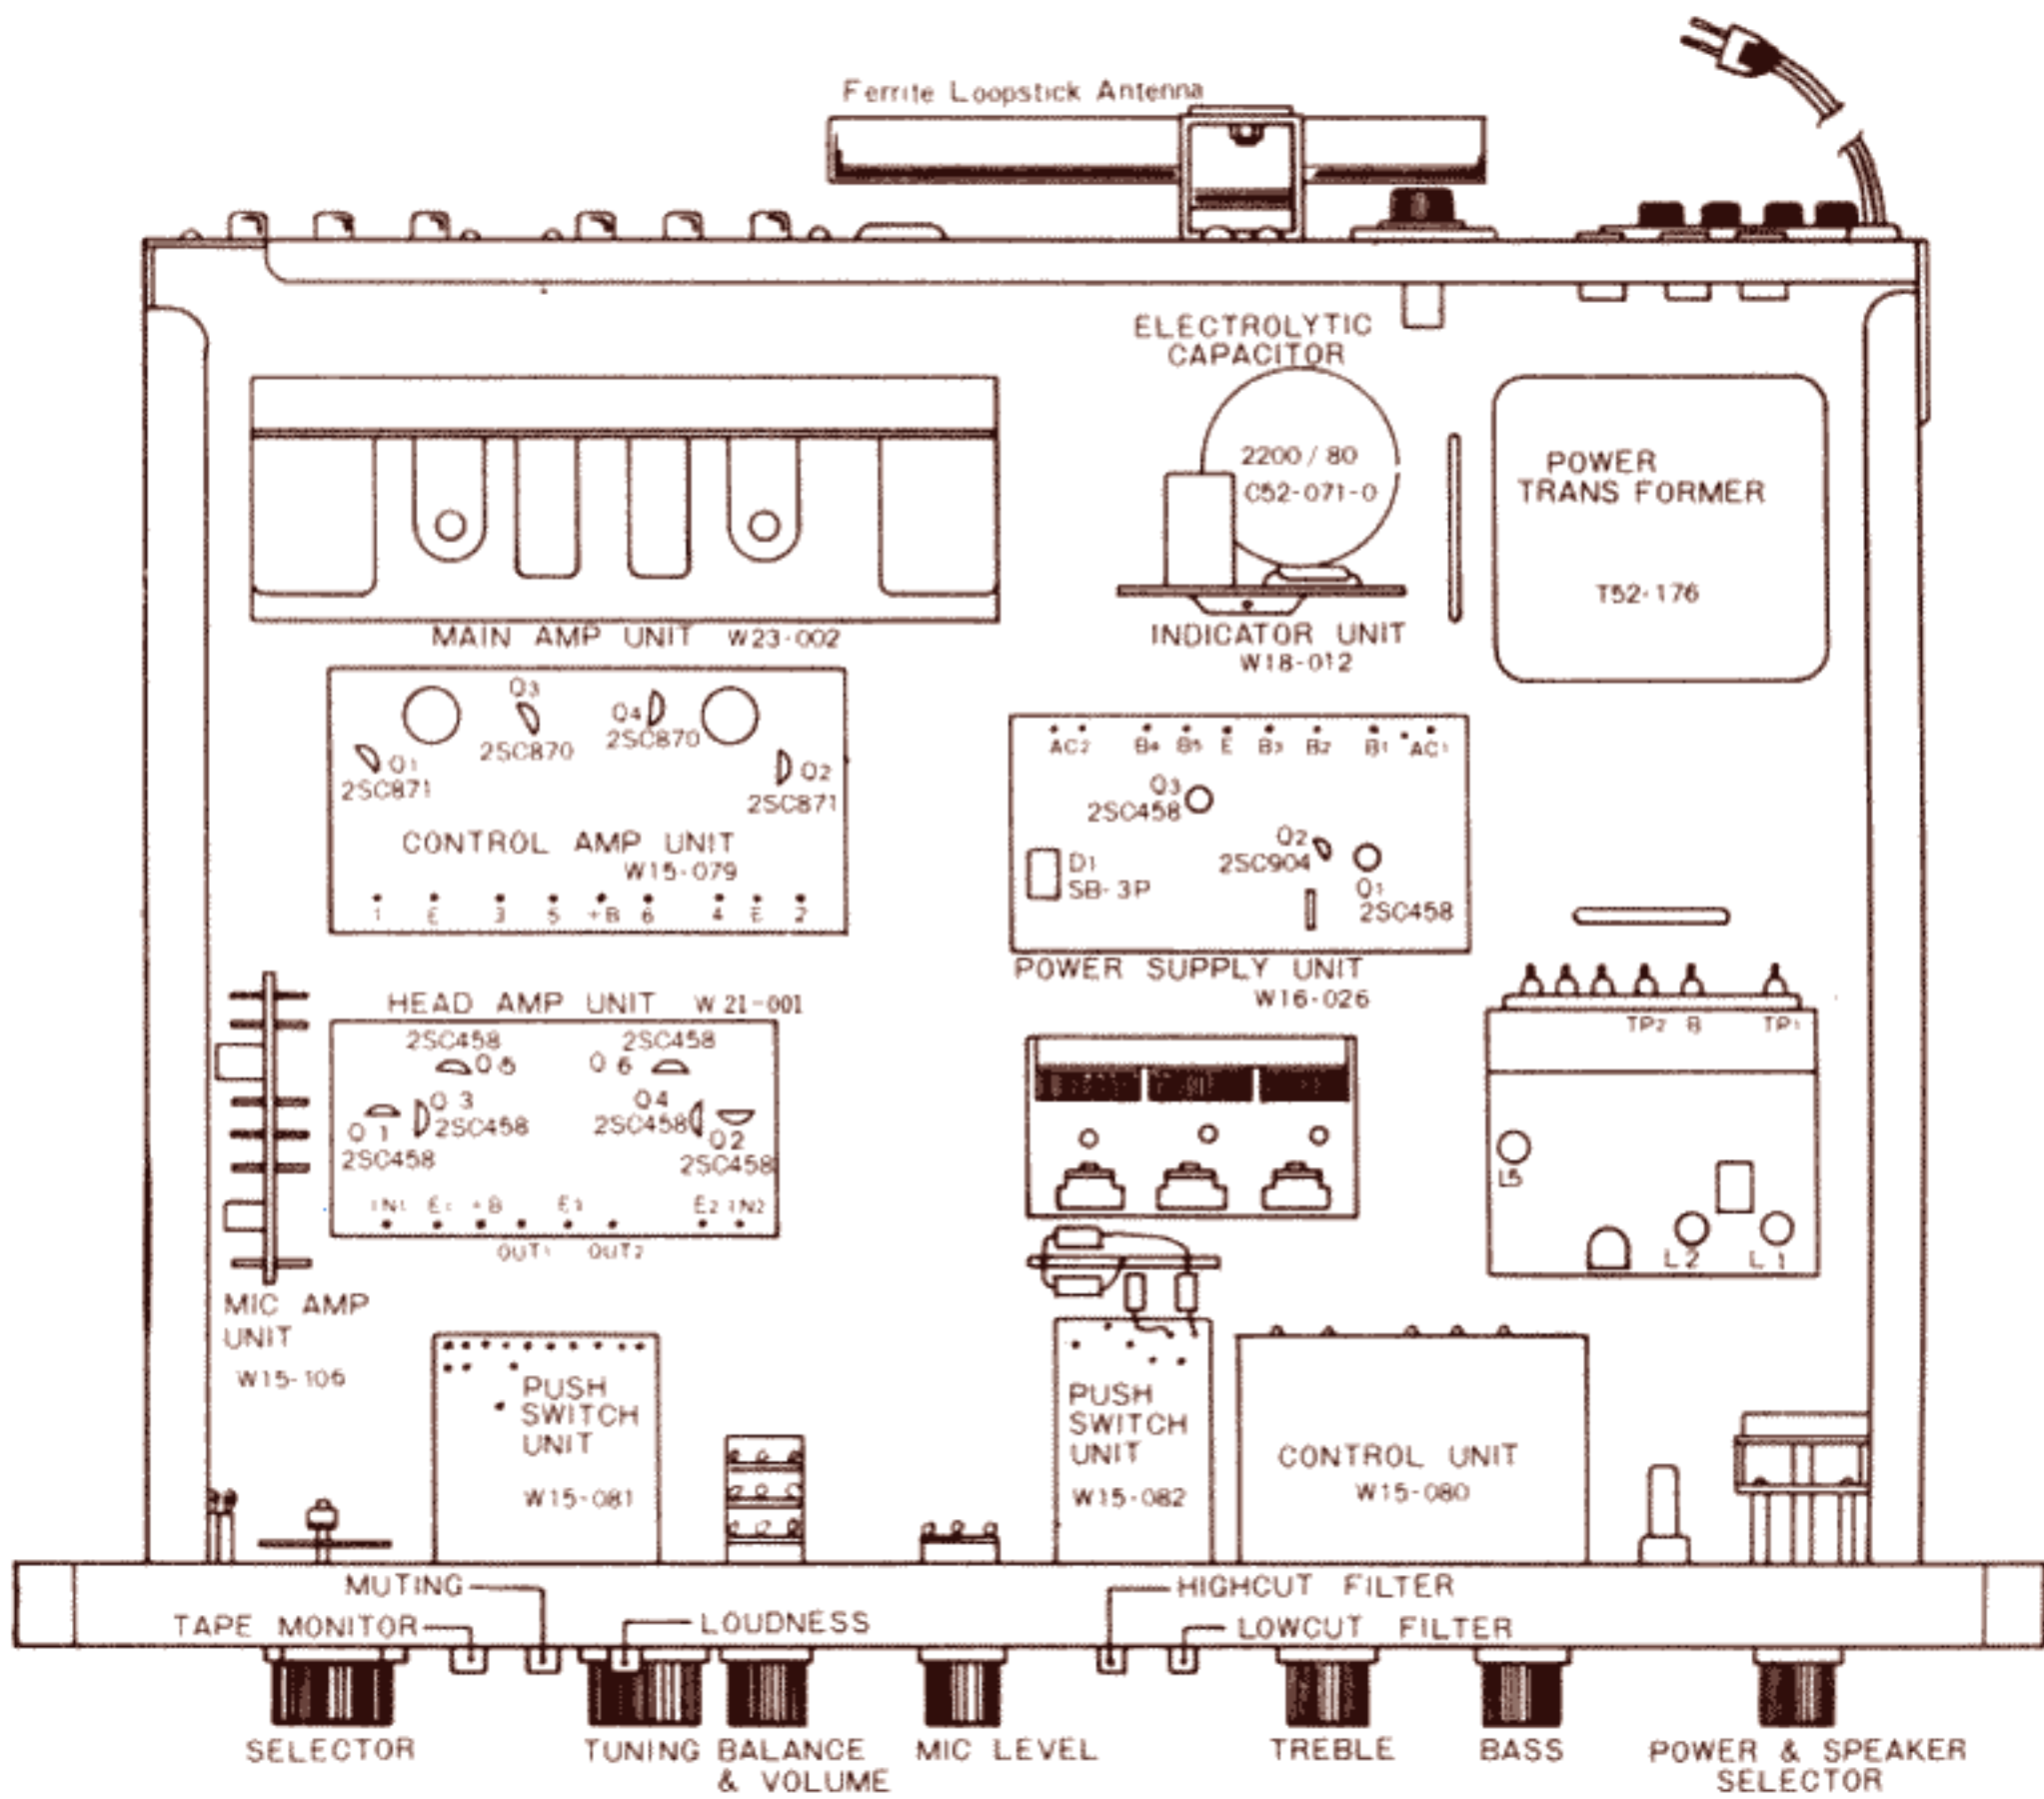 Ferrite Loopstick Antenna
ELECTROLYTIC
CAPACITOR
2200 / 80
C52-071-0
POWER
TRANS FORMER
T52-176
MAIN AMP UNIT W23-002
INDICATOR UNIT
W18-012
Q3
2SC870
Q4
2SC870
Q1
2SC871
Q2
2SC871
CONTROL AMP UNIT
W15-079
1 E 3 5 +B 6 4 E 2
AC2 B4 B5 E B3 B2 B1 AC1
Q3
2SC458
Q2
2SC904
D1
SB-3P
Q1
2SC458
POWER SUPPLY UNIT
W16-026
HEAD AMP UNIT W21-001
2SC458 2SC458
Q5 Q6
Q3 Q4
2SC458 2SC458
Q1 Q2
2SC458 2SC458
IN1 E1 +B E3 E2 IN2
OUT1 OUT2
TP2 B TP1
L5
L2 L1
MIC AMP
UNIT
W15-106
PUSH
SWITCH
UNIT
W15-081
PUSH
SWITCH
UNIT
W15-082
CONTROL UNIT
W15-080
MUTING
HIGHCUT FILTER
TAPE MONITOR
LOUDNESS
LOWCUT FILTER
SELECTOR
TUNING
BALANCE
& VOLUME
MIC LEVEL
TREBLE
BASS
POWER & SPEAKER
SELECTOR